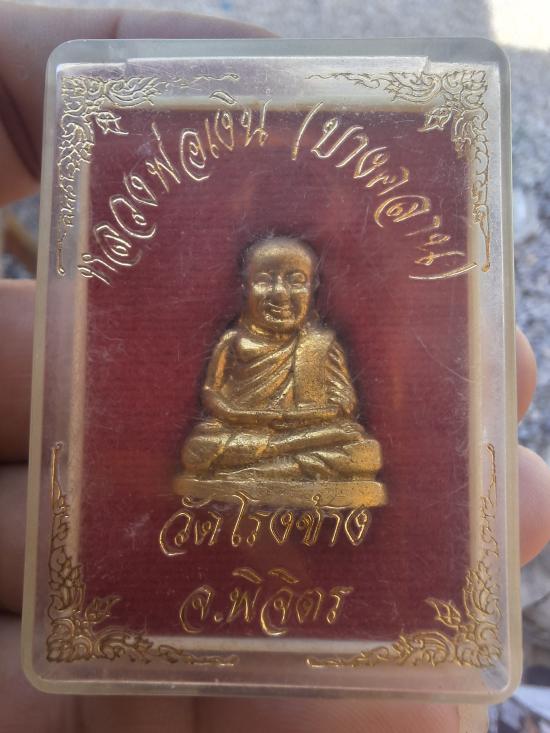 หลวงพ่อเงิน (บางคลาน)
วัดโรงช้าง
จ.พิจิตร